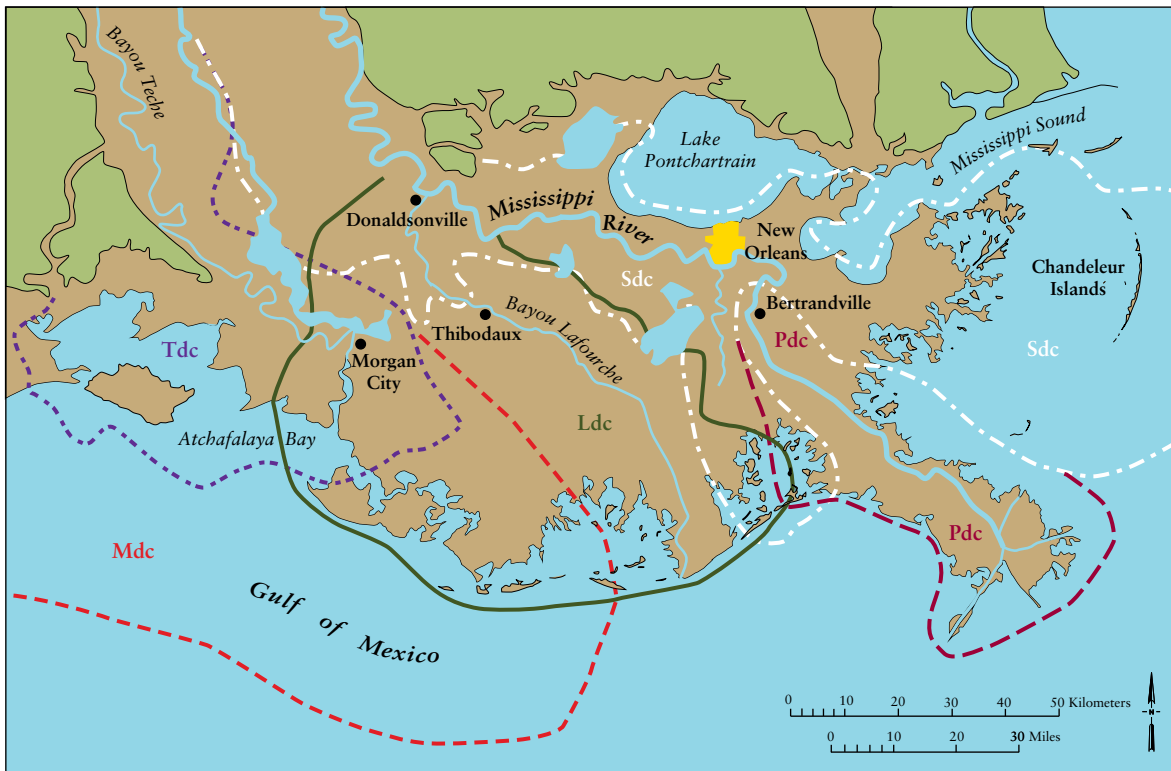 Bayou Teche
Lake
Pontchartrain
Mississippi Sound
Donaldsonville
Mississippi
River
New
Orleans
Sdc
Chandeleur
Islands
Bertrandville
Thibodaux
Bayou Lafourche
Pdc
Tdc
Morgan
City
Sdc
Ldc
Atchafalaya Bay
Pdc
Mdc
Gulf of Mexico
0 10 20 30 40 50 Kilometers
N
0 10 20 30 Miles